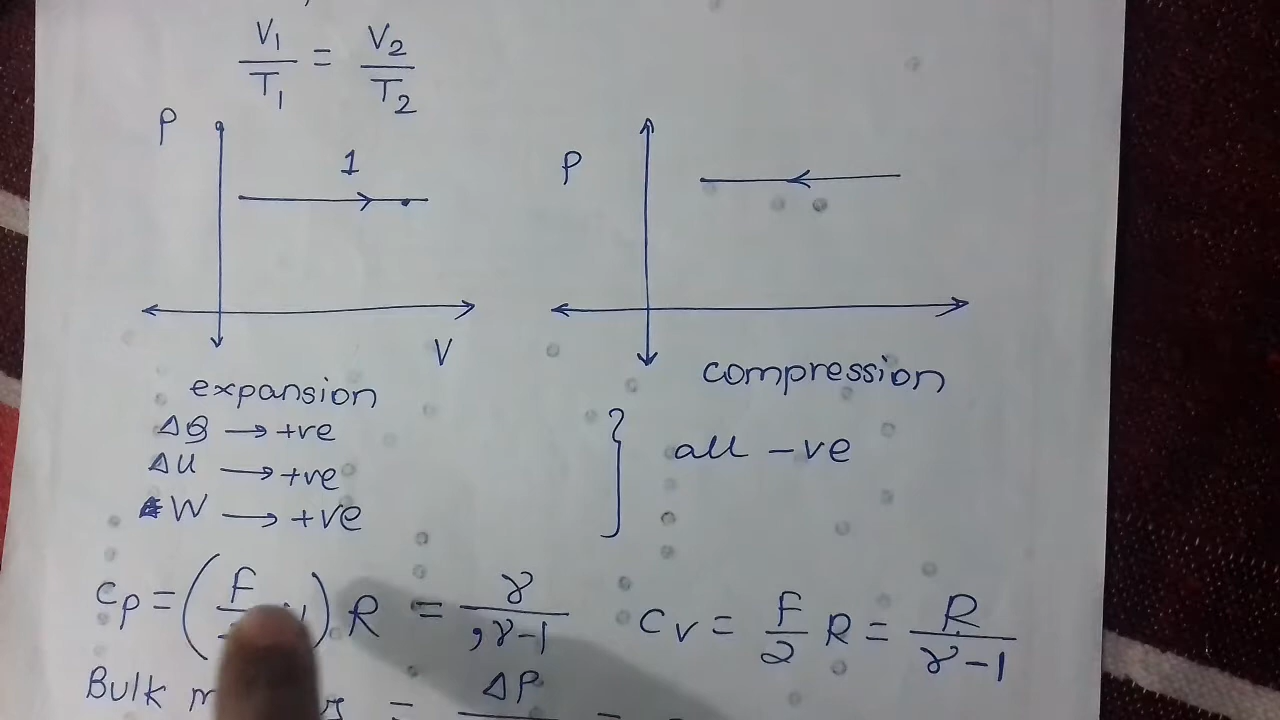 V₁/T₁ = V₂/T₂
P 1 P
V
expansion compression
ΔQ → +ve
ΔU → +ve } all -ve
W → +ve
Cp = (F R = γ/γ-1 Cv = F/2 R = R/γ-1
Bulk = ΔP =